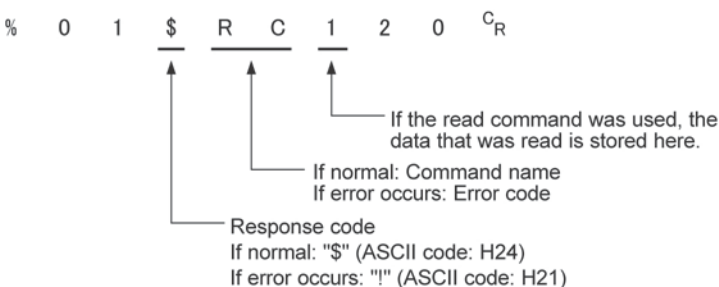 % 0 1 $ R C 1 2 0 CR
If the read command was used, the
data that was read is stored here.
If normal: Command name
If error occurs: Error code
Response code
If normal: "$" (ASCII code: H24)
If error occurs: "!" (ASCII code: H21)